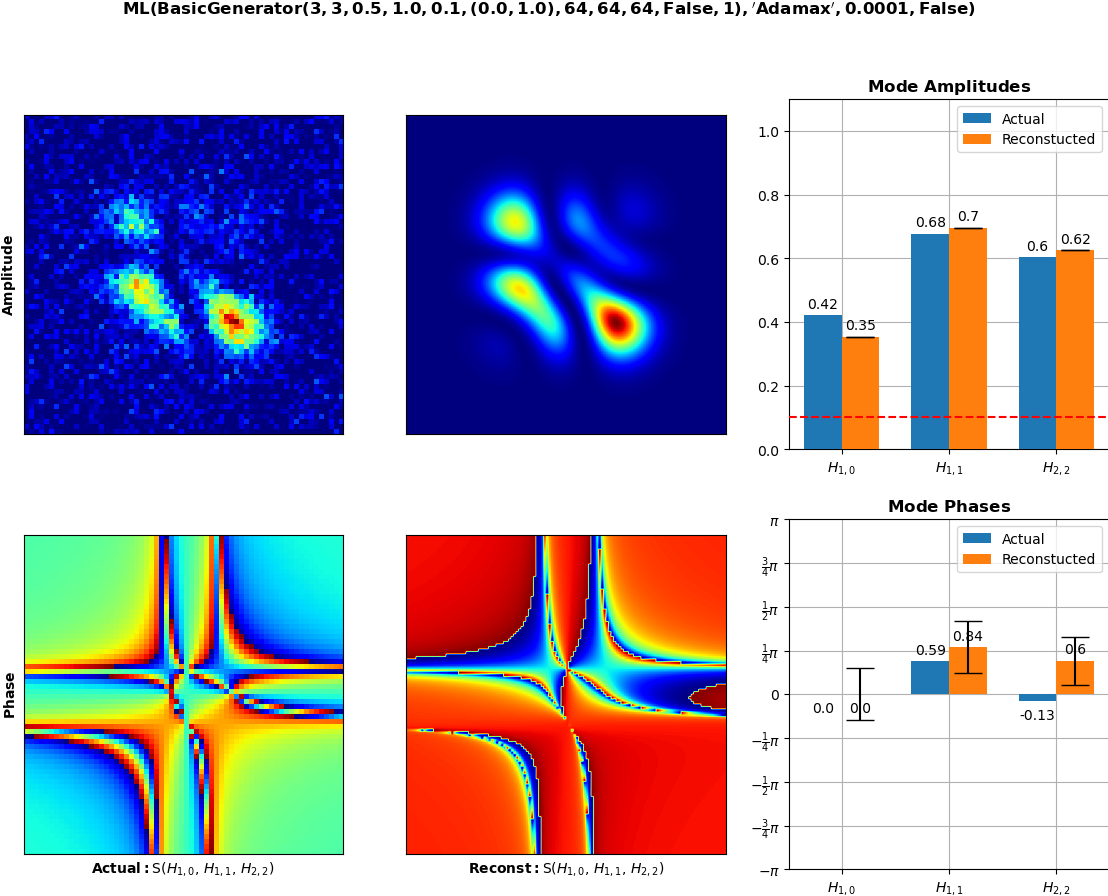 ML(BasicGenerator(3, 3, 0.5, 1.0, 0.1, (0.0, 1.0), 64, 64, 64, False, 1), ′Adamax′, 0.0001, False)
Amplitude
Mode Amplitudes
Actual
Reconstucted
1.0
0.8
0.6
0.4
0.2
0.0
0.42
0.35
0.68
0.7
0.6
0.62
H1,0
H1,1
H2,2
Phase
Actual: S(H1,0, H1,1, H2,2)
Reconst: S(H1,0, H1,1, H2,2)
Mode Phases
Actual
Reconstucted
π
3/4π
1/2π
1/4π
0
−1/4π
−1/2π
−3/4π
−π
0.0
0.0
0.59
0.84
-0.13
0.6
H1,0
H1,1
H2,2